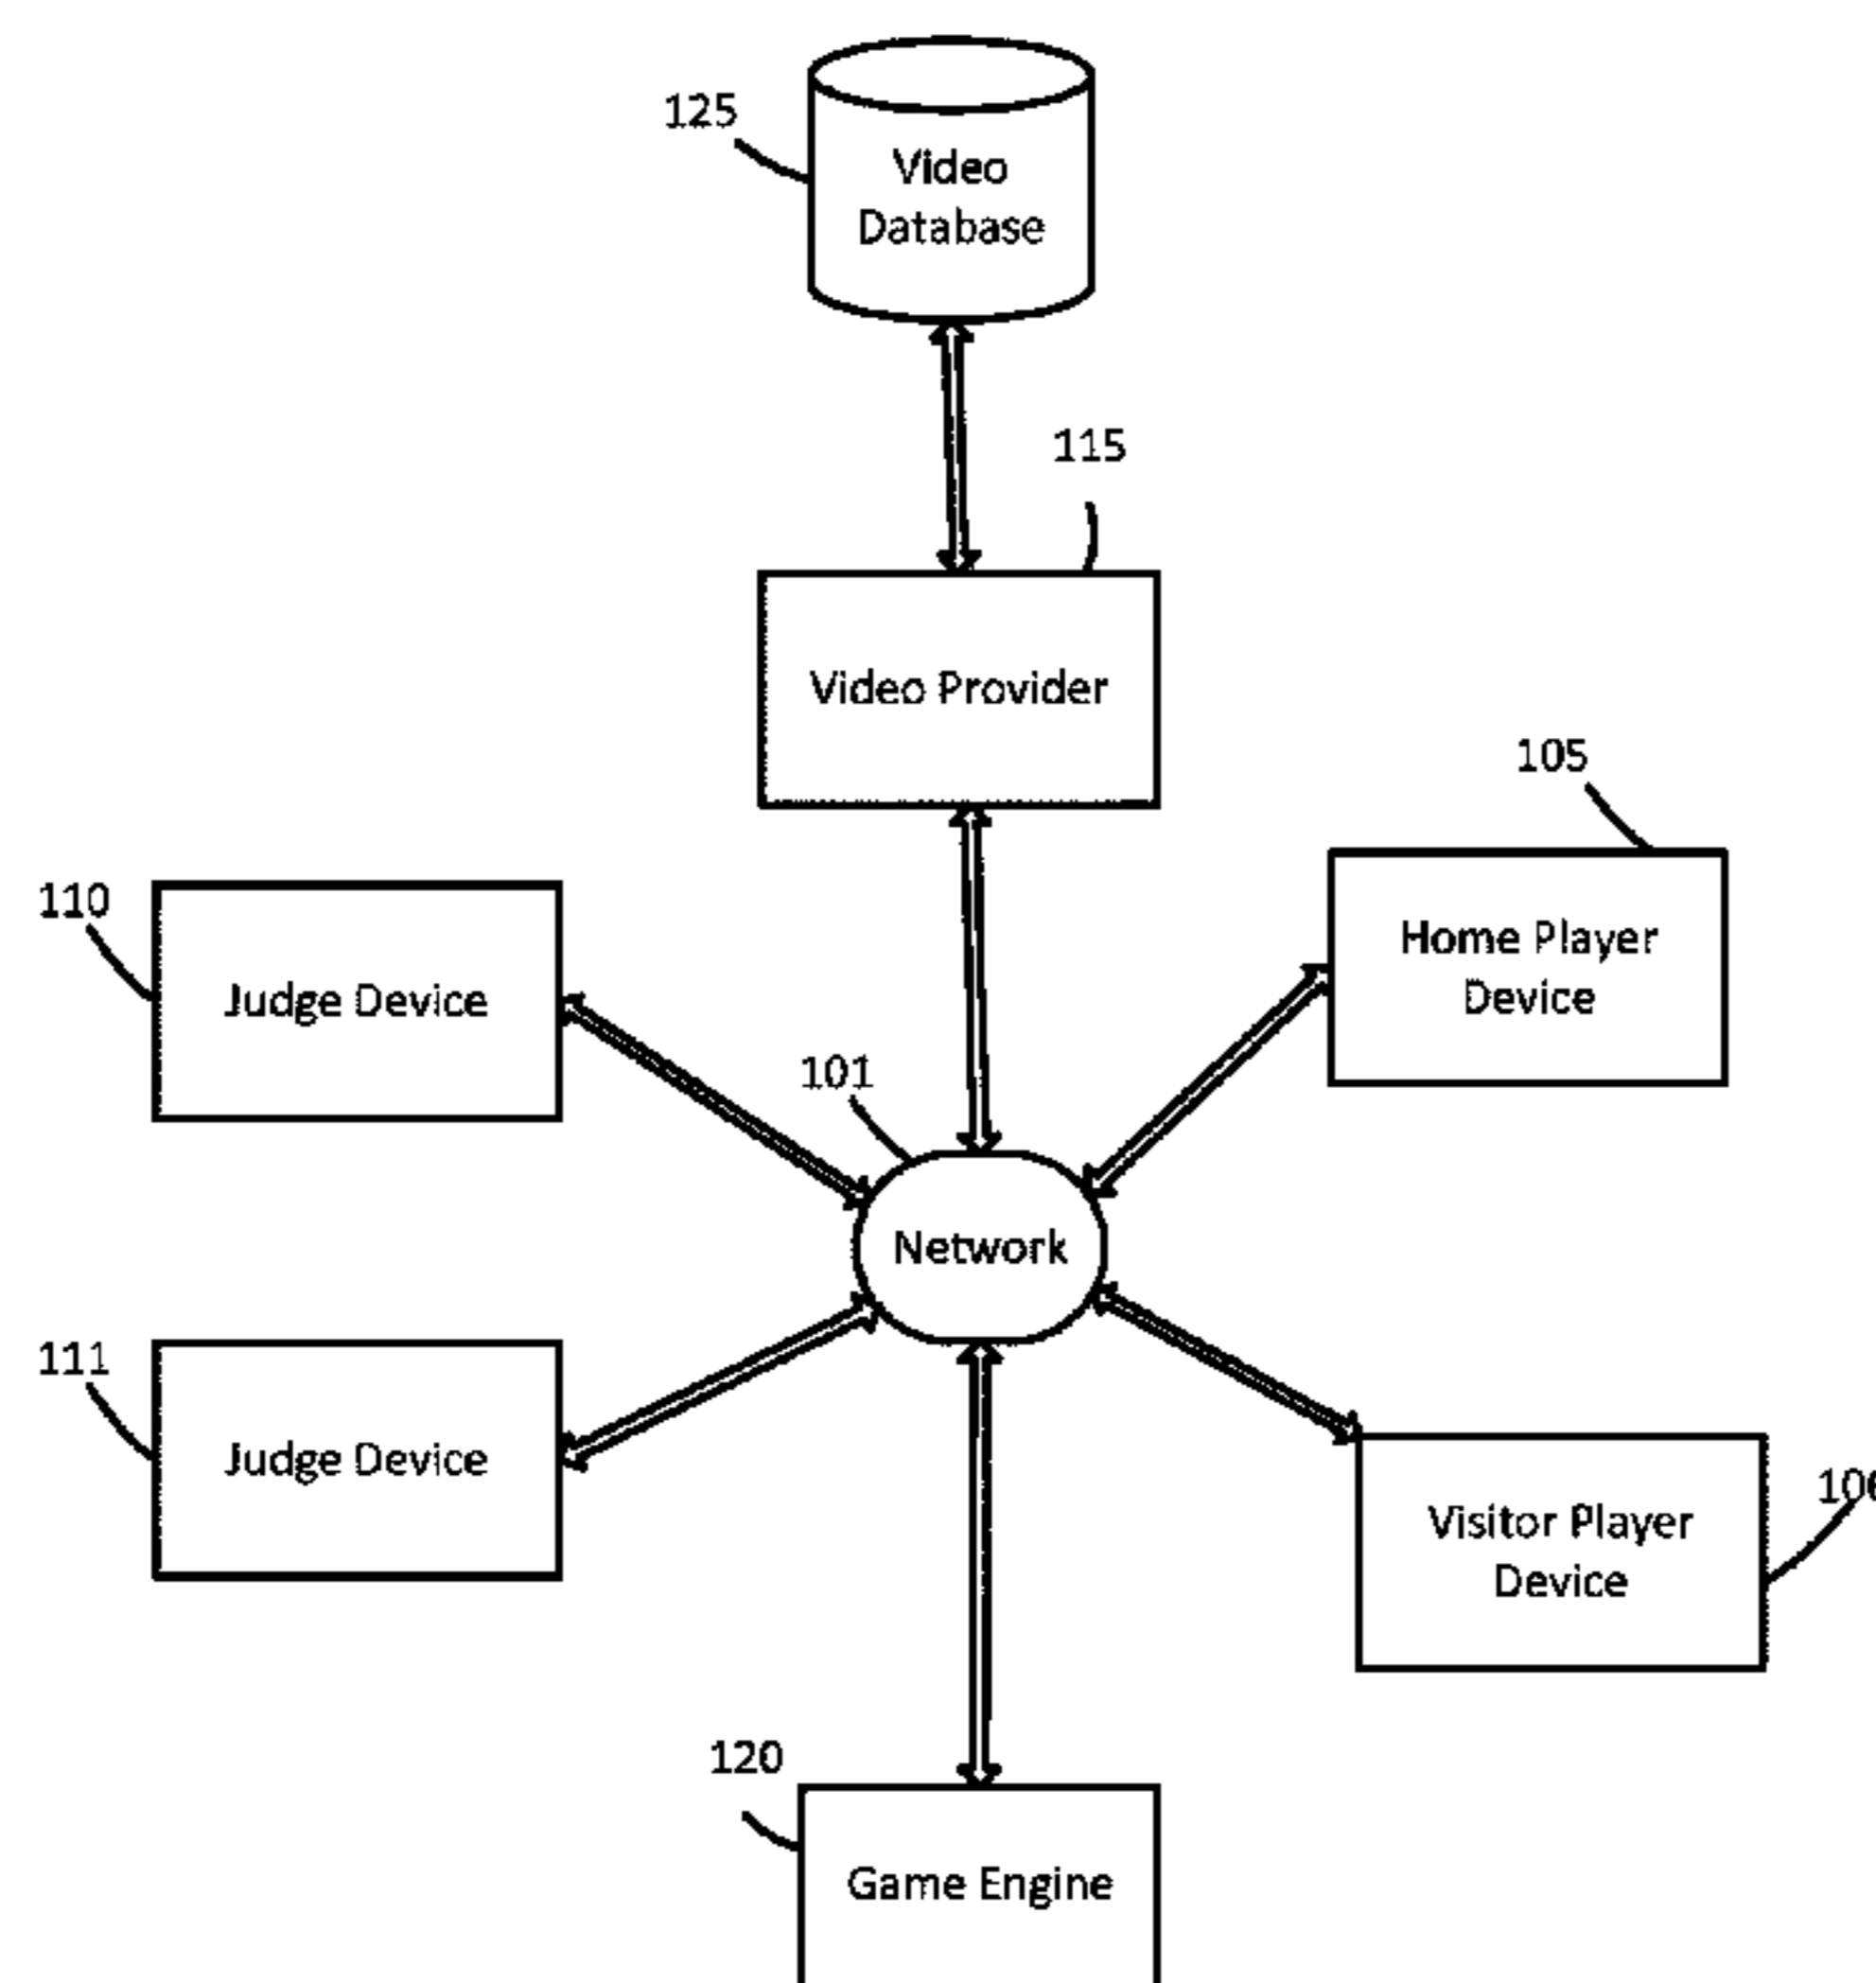 125
Video
Database
115
Video Provider
105
Home Player
Device
110
Judge Device
101
Network
111
Judge Device
106
Visitor Player
Device
120
Game Engine